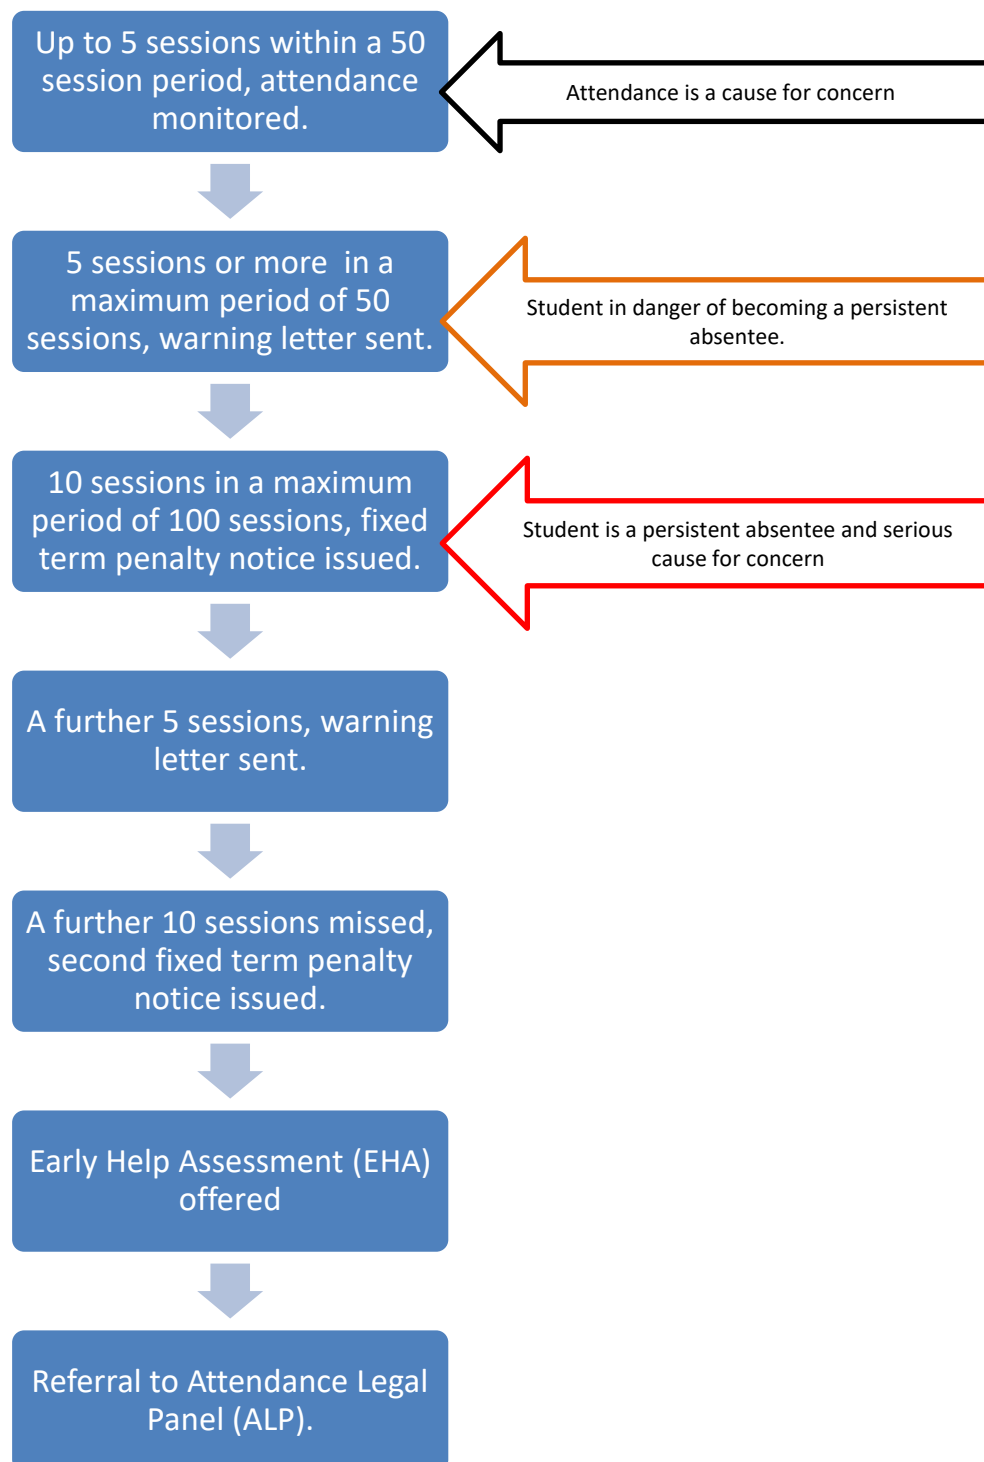 Up to 5 sessions within a 50
session period, attendance
monitored.
Attendance is a cause for concern
5 sessions or more in a
maximum period of 50
sessions, warning letter sent.
Student in danger of becoming a persistent
absentee.
10 sessions in a maximum
period of 100 sessions, fixed
term penalty notice issued.
Student is a persistent absentee and serious
cause for concern
A further 5 sessions, warning
letter sent.
A further 10 sessions missed,
second fixed term penalty
notice issued.
Early Help Assessment (EHA)
offered
Referral to Attendance Legal
Panel (ALP).